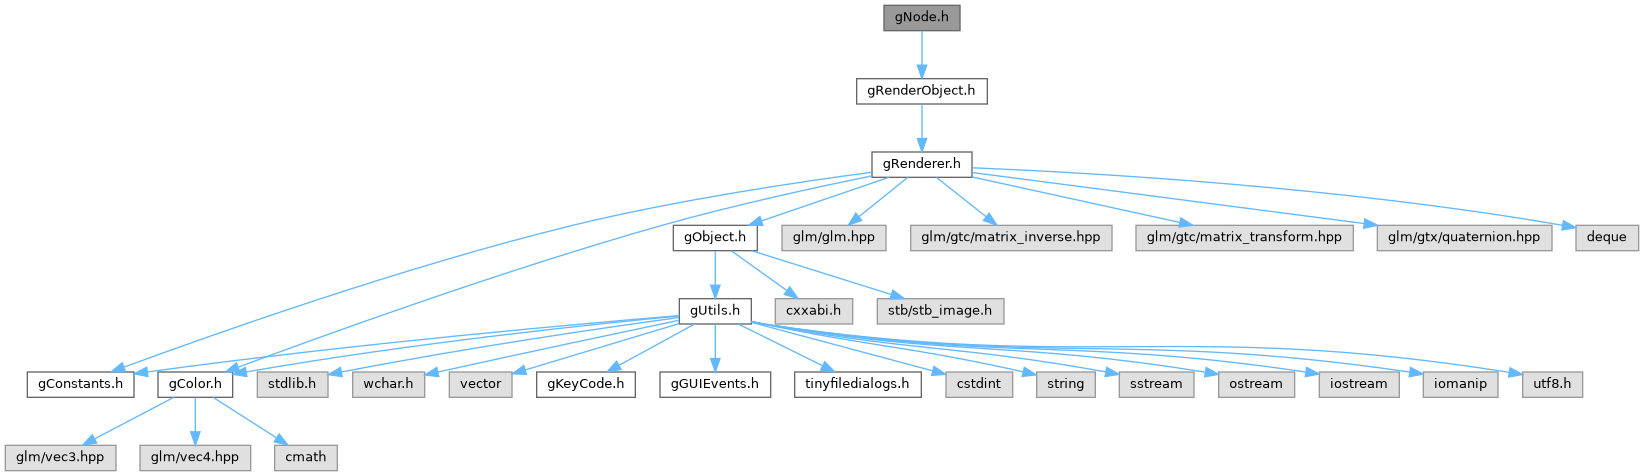 gNode.h
gRenderObject.h
gRenderer.h
gObject.h
glm/glm.hpp
glm/gtc/matrix_inverse.hpp
glm/gtc/matrix_transform.hpp
glm/gtx/quaternion.hpp
deque
gUtils.h
cxxabi.h
stb/stb_image.h
gConstants.h
gColor.h
stdlib.h
wchar.h
vector
gKeyCode.h
gGUIEvents.h
tinyfiledialogs.h
cstdint
string
sstream
ostream
iostream
iomanip
utf8.h
glm/vec3.hpp
glm/vec4.hpp
cmath